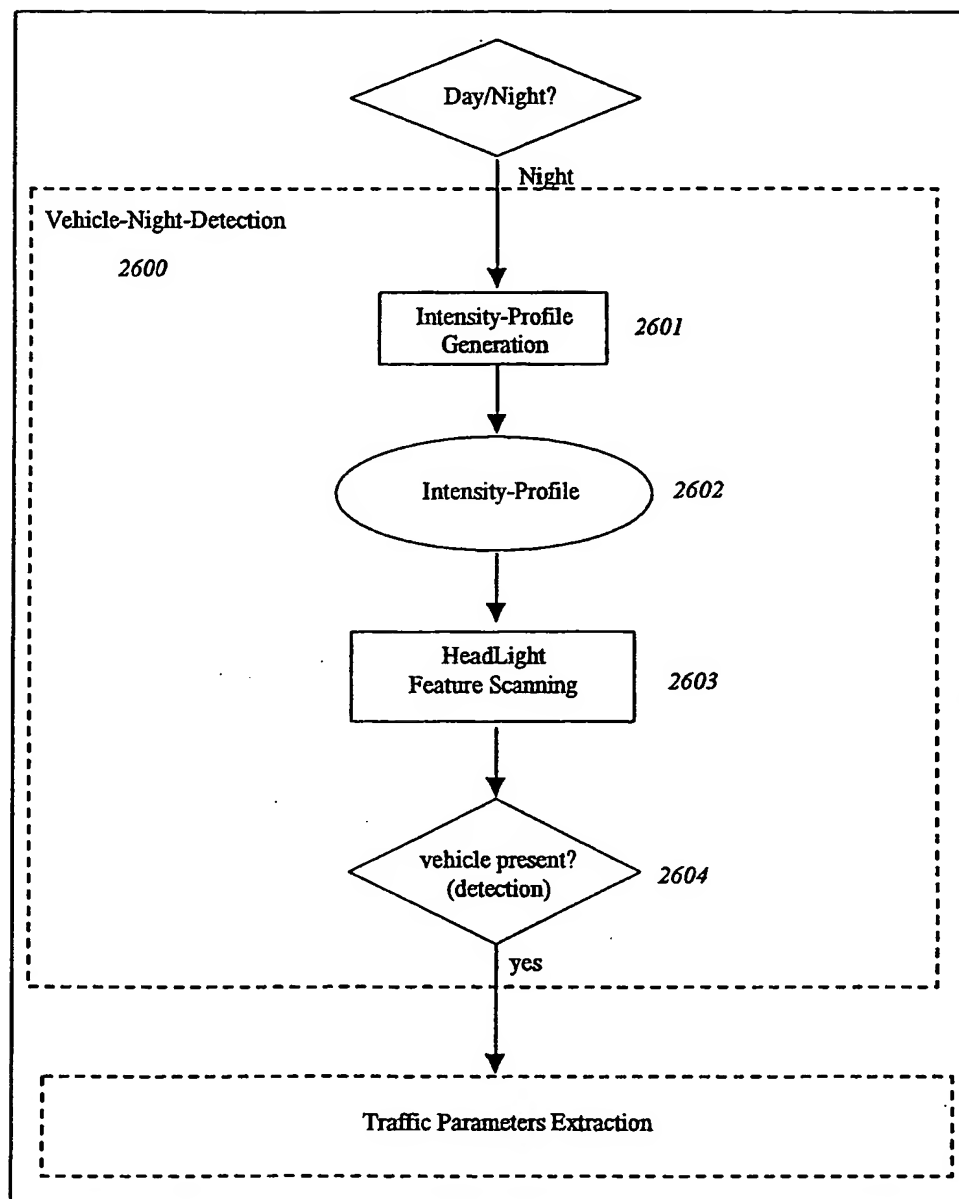 Day/Night?
Night
Vehicle-Night-Detection
2600
Intensity-Profile
Generation
2601
Intensity-Profile
2602
HeadLight
Feature Scanning
2603
vehicle present?
(detection)
2604
yes
Traffic Parameters Extraction